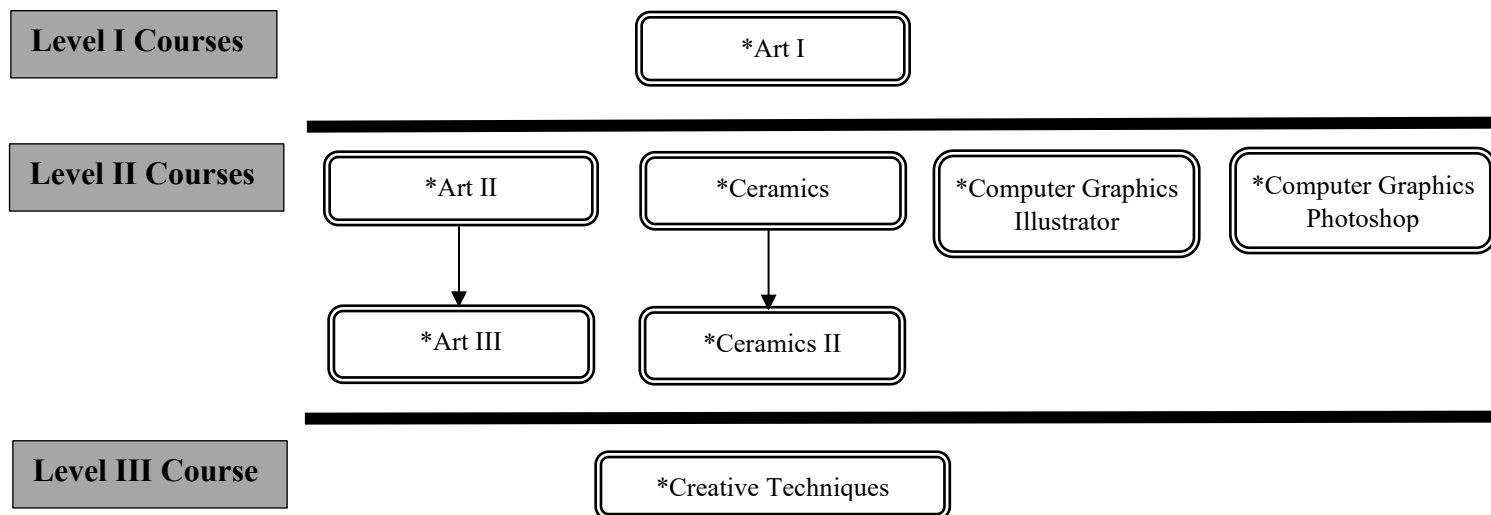 Level I Courses
*Art I
Level II Courses
*Art II
*Ceramics
*Computer Graphics
Illustrator
*Computer Graphics
Photoshop
*Art III
*Ceramics II
Level III Course
*Creative Techniques